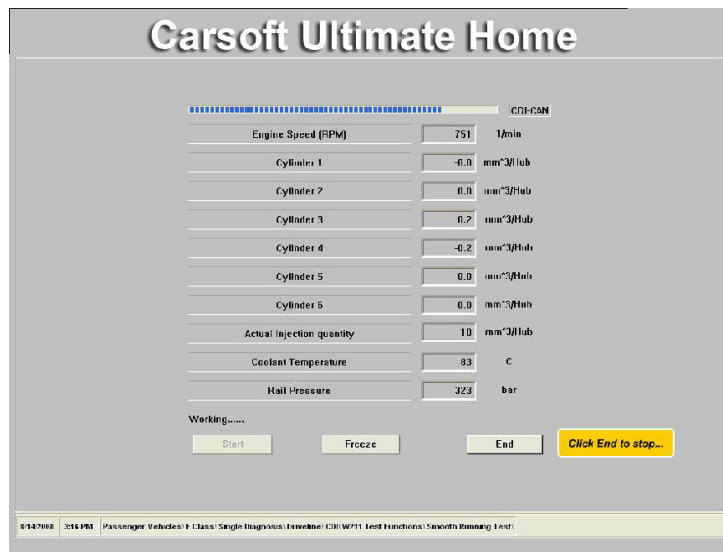 Carsoft Ultimate Home
CDI-CAN
Engine Speed (RPM) 751 1/min
Cylinder 1 -0.0 mm^3/Hub
Cylinder 2 0.0 mm^3/Hub
Cylinder 3 0.2 mm^3/Hub
Cylinder 4 -0.2 mm^3/Hub
Cylinder 5 0.0 mm^3/Hub
Cylinder 6 0.0 mm^3/Hub
Actual Injection quantity 10 mm^3/Hub
Coolant Temperature 83 C
Rail Pressure 323 bar
Working......
Start Freeze End Click End to stop...
8/14/2008 3:16 PM Passenger Vehicles\ E Class\ Single Diagnosis\ Driveline\ CDI\ W211 Test Functions\ Smooth Running Test\